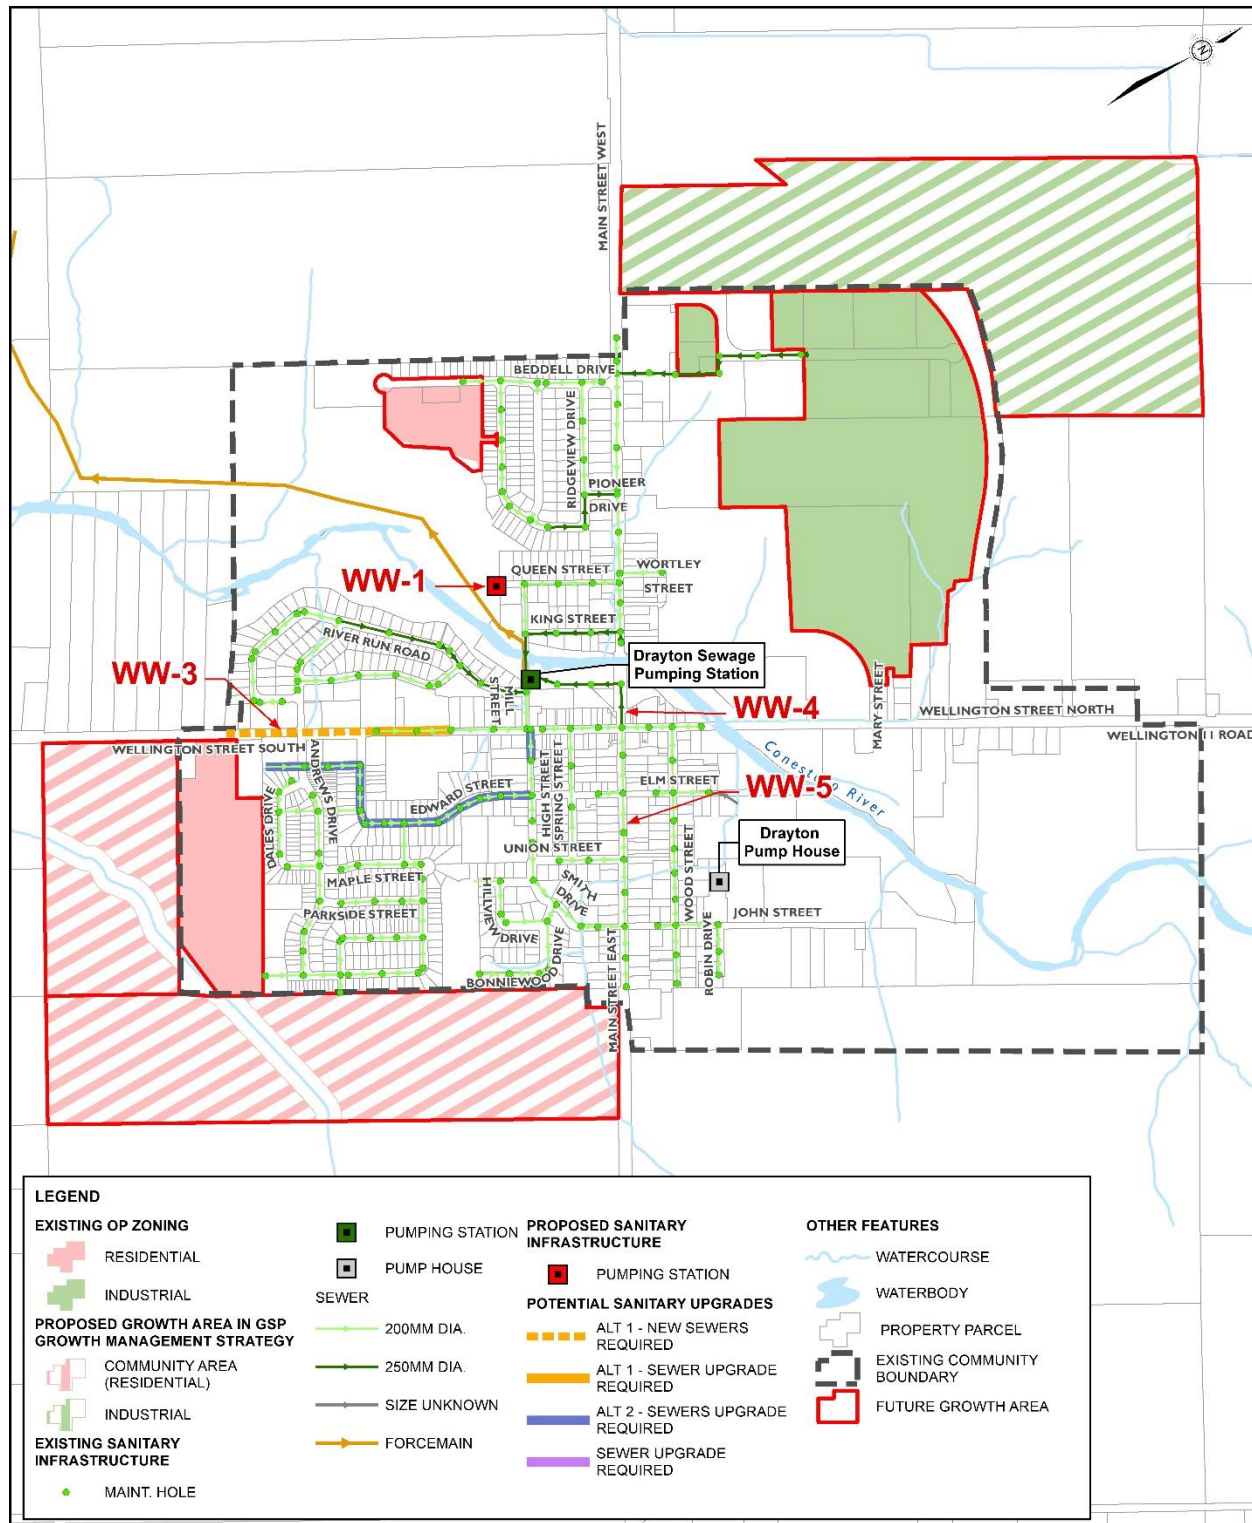 N
MAIN STREET WEST
BEDDELL DRIVE
RIDGEVIEW DRIVE
PIONEER
DRIVE
QUEEN STREET
WORTLEY
STREET
WW-1
KING STREET
RIVER RUN ROAD
Drayton Sewage
Pumping Station
WW-3
MILL
STREET
WW-4
MARY STREET
WELLINGTON STREET NORTH
WELLINGTON 11 ROAD
WELLINGTON STREET SOUTH
Conestogo River
ANDREWS DRIVE
DALES DRIVE
EDWARD STREET
HIGH STREET
SPRING STREET
ELM STREET
WW-5
UNION STREET
Drayton
Pump House
MAPLE STREET
SMITH
DRIVE
WOOD STREET
PARKSIDE STREET
HILLVIEW
DRIVE
JOHN STREET
ROBIN DRIVE
BONNIEWOOD DRIVE
MAIN STREET EAST
LEGEND
EXISTING OP ZONING
RESIDENTIAL
INDUSTRIAL
PROPOSED GROWTH AREA IN GSP
GROWTH MANAGEMENT STRATEGY
COMMUNITY AREA
(RESIDENTIAL)
INDUSTRIAL
EXISTING SANITARY
INFRASTRUCTURE
MAINT. HOLE
PUMPING STATION
PUMP HOUSE
SEWER
200MM DIA.
250MM DIA.
SIZE UNKNOWN
FORCEMAIN
PROPOSED SANITARY
INFRASTRUCTURE
PUMPING STATION
POTENTIAL SANITARY UPGRADES
ALT 1 - NEW SEWERS
REQUIRED
ALT 1 - SEWER UPGRADE
REQUIRED
ALT 2 - SEWERS UPGRADE
REQUIRED
SEWER UPGRADE
REQUIRED
OTHER FEATURES
WATERCOURSE
WATERBODY
PROPERTY PARCEL
EXISTING COMMUNITY
BOUNDARY
FUTURE GROWTH AREA